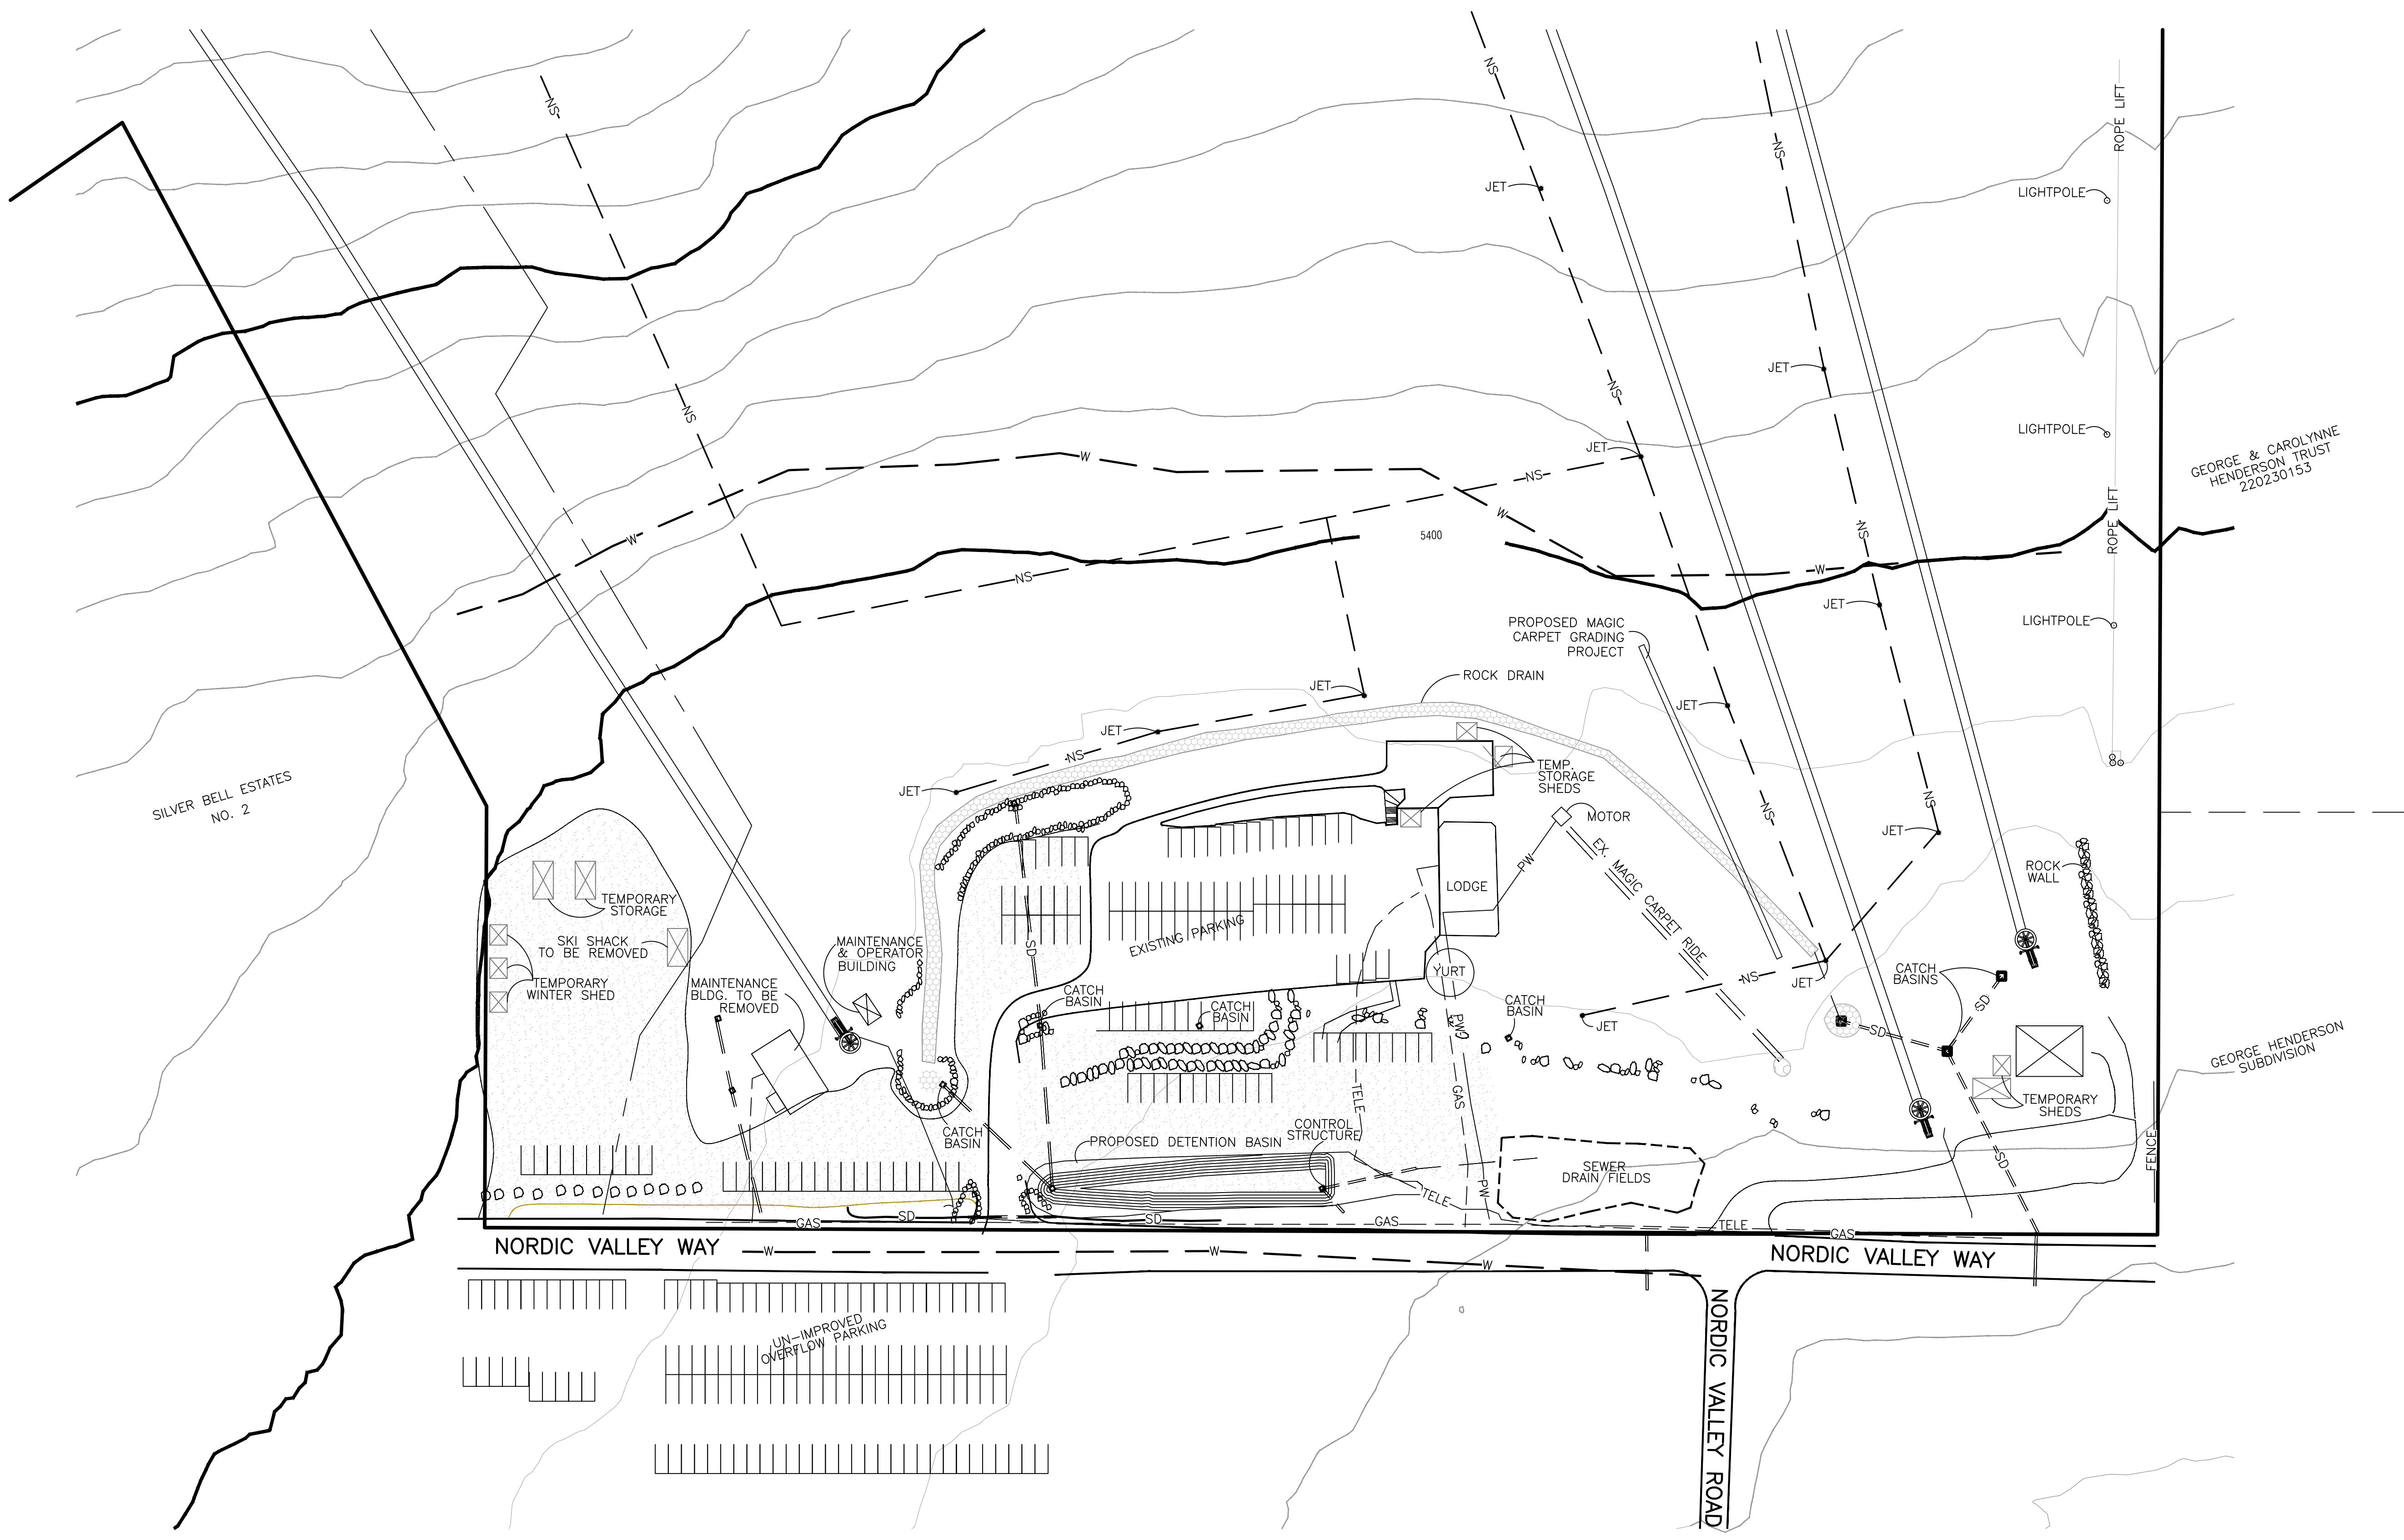 NS
NS
NS
ROPE LIFT
JET
LIGHTPOLE
JET
NS
NS
LIGHTPOLE
GEORGE & CAROLYNNE
HENDERSON TRUST
220230153
JET
W
NS
W
W
NS
ROPE LIFT
5400
NS
W
JET
PROPOSED MAGIC
CARPET GRADING
PROJECT
LIGHTPOLE
ROCK DRAIN
JET
JET
JET
NS
JET
TEMP.
STORAGE
SHEDS
SILVER BELL ESTATES
NO. 2
NS
NS
MOTOR
JET
EX. MAGIC CARPET RIDE
PW
ROCK
WALL
LODGE
TEMPORARY
STORAGE
EXISTING PARKING
SKI SHACK
TO BE REMOVED
MAINTENANCE
& OPERATOR
BUILDING
SD
YURT
NS
JET
CATCH
BASINS
TEMPORARY
WINTER SHED
MAINTENANCE
BLDG. TO BE
REMOVED
CATCH
BASIN
CATCH
BASIN
CATCH
BASIN
JET
SD
SD
PW
GEORGE HENDERSON
SUBDIVISION
TELE
GAS
TEMPORARY
SHEDS
CATCH
BASIN
PROPOSED DETENTION BASIN
CONTROL
STRUCTURE
SEWER
DRAIN FIELDS
SD
FENCE
PW
TELE
GAS
SD
SD
GAS
TELE
GAS
NORDIC VALLEY WAY
W
W
W
NORDIC VALLEY WAY
UN-IMPROVED
OVERFLOW PARKING
NORDIC VALLEY ROAD